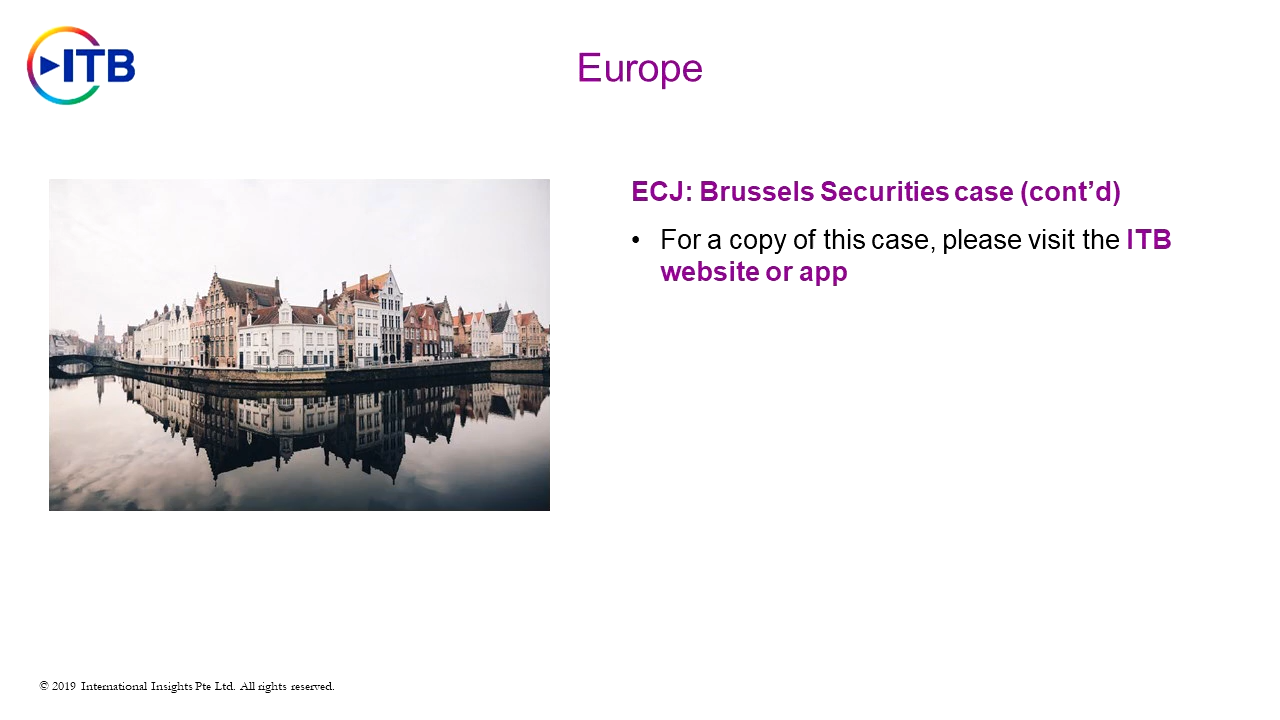 ITB
Europe
ECJ: Brussels Securities case (cont’d)
• For a copy of this case, please visit the ITB
website or app
© 2019 International Insights Pte Ltd. All rights reserved.